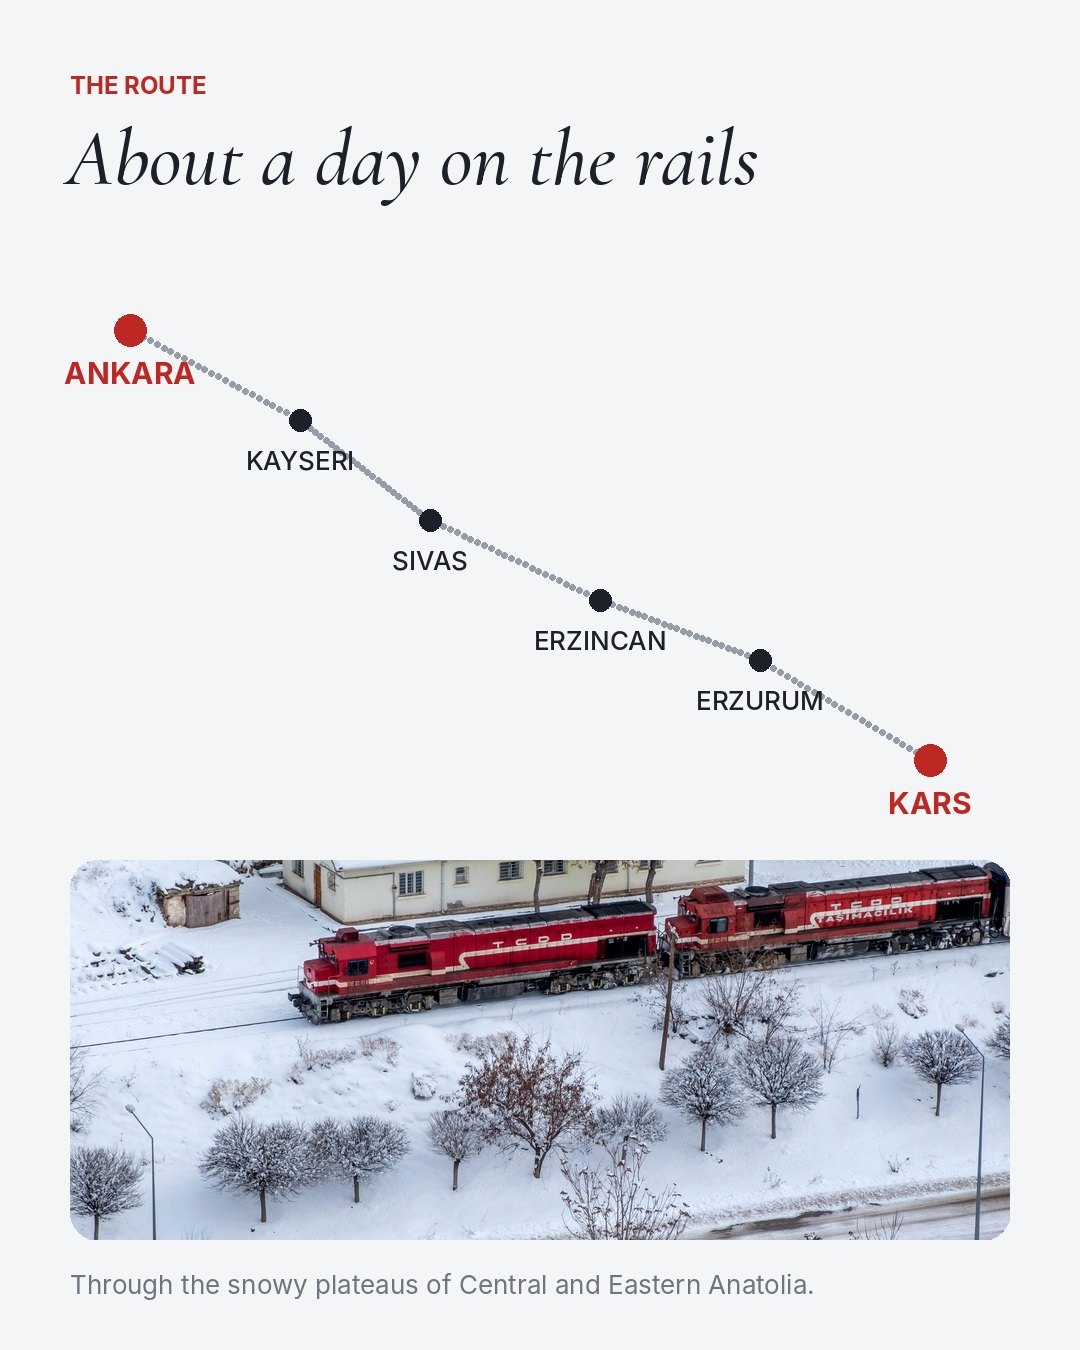 THE ROUTE
About a day on the rails
ANKARA
KAYSERI
SIVAS
ERZINCAN
ERZURUM
KARS
TCDD
TCDD
TAŞIMACILIK
Through the snowy plateaus of Central and Eastern Anatolia.